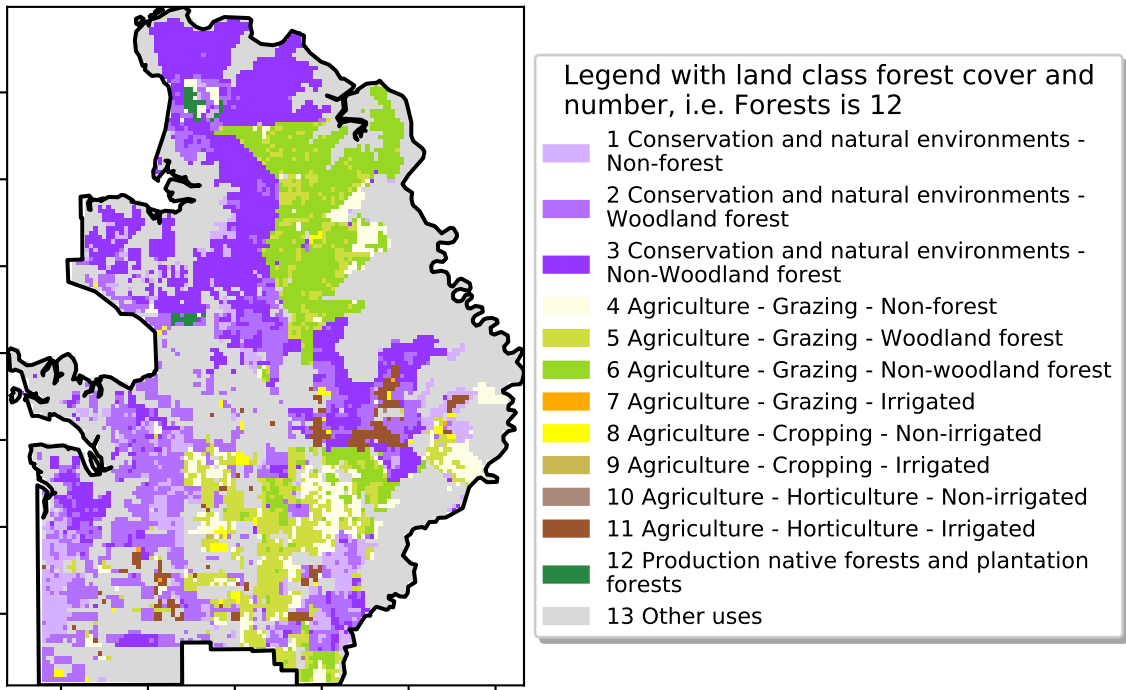 Legend with land class forest cover and
number, i.e. Forests is 12
1 Conservation and natural environments -
Non-forest
2 Conservation and natural environments -
Woodland forest
3 Conservation and natural environments -
Non-Woodland forest
4 Agriculture - Grazing - Non-forest
5 Agriculture - Grazing - Woodland forest
6 Agriculture - Grazing - Non-woodland forest
7 Agriculture - Grazing - Irrigated
8 Agriculture - Cropping - Non-irrigated
9 Agriculture - Cropping - Irrigated
10 Agriculture - Horticulture - Non-irrigated
11 Agriculture - Horticulture - Irrigated
12 Production native forests and plantation
forests
13 Other uses